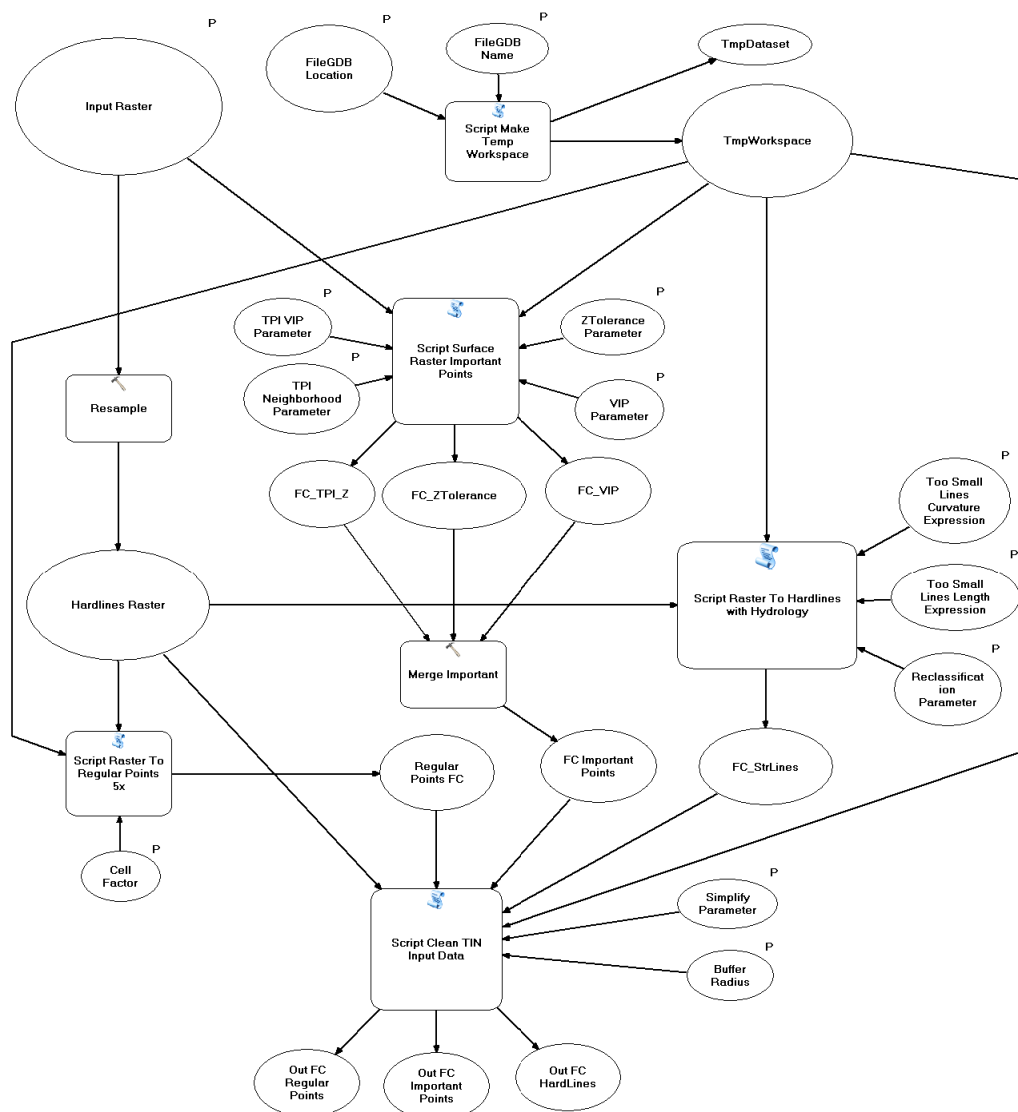 P
Input Raster
P
FileGDB
Location
P
FileGDB
Name
TmpDataset
Script Make
Temp
Workspace
TmpWorkspace
P
TPI VIP
Parameter
P
TPI
Neighborhood
Parameter
Script Surface
Raster Important
Points
P
ZTolerance
Parameter
P
VIP
Parameter
Resample
FC_TPI_Z
FC_ZTolerance
FC_VIP
P
Too Small
Lines
Curvature
Expression
Hardlines Raster
Script Raster To Hardlines
with Hydrology
P
Too Small
Lines Length
Expression
P
Reclassificat
ion
Parameter
Merge Important
Script Raster To
Regular Points
5x
Regular
Points FC
FC Important
Points
FC_StrLines
P
Cell
Factor
Script Clean TIN
Input Data
P
Simplify
Parameter
P
Buffer
Radius
Out FC
Regular
Points
Out FC
Important
Points
Out FC
HardLines